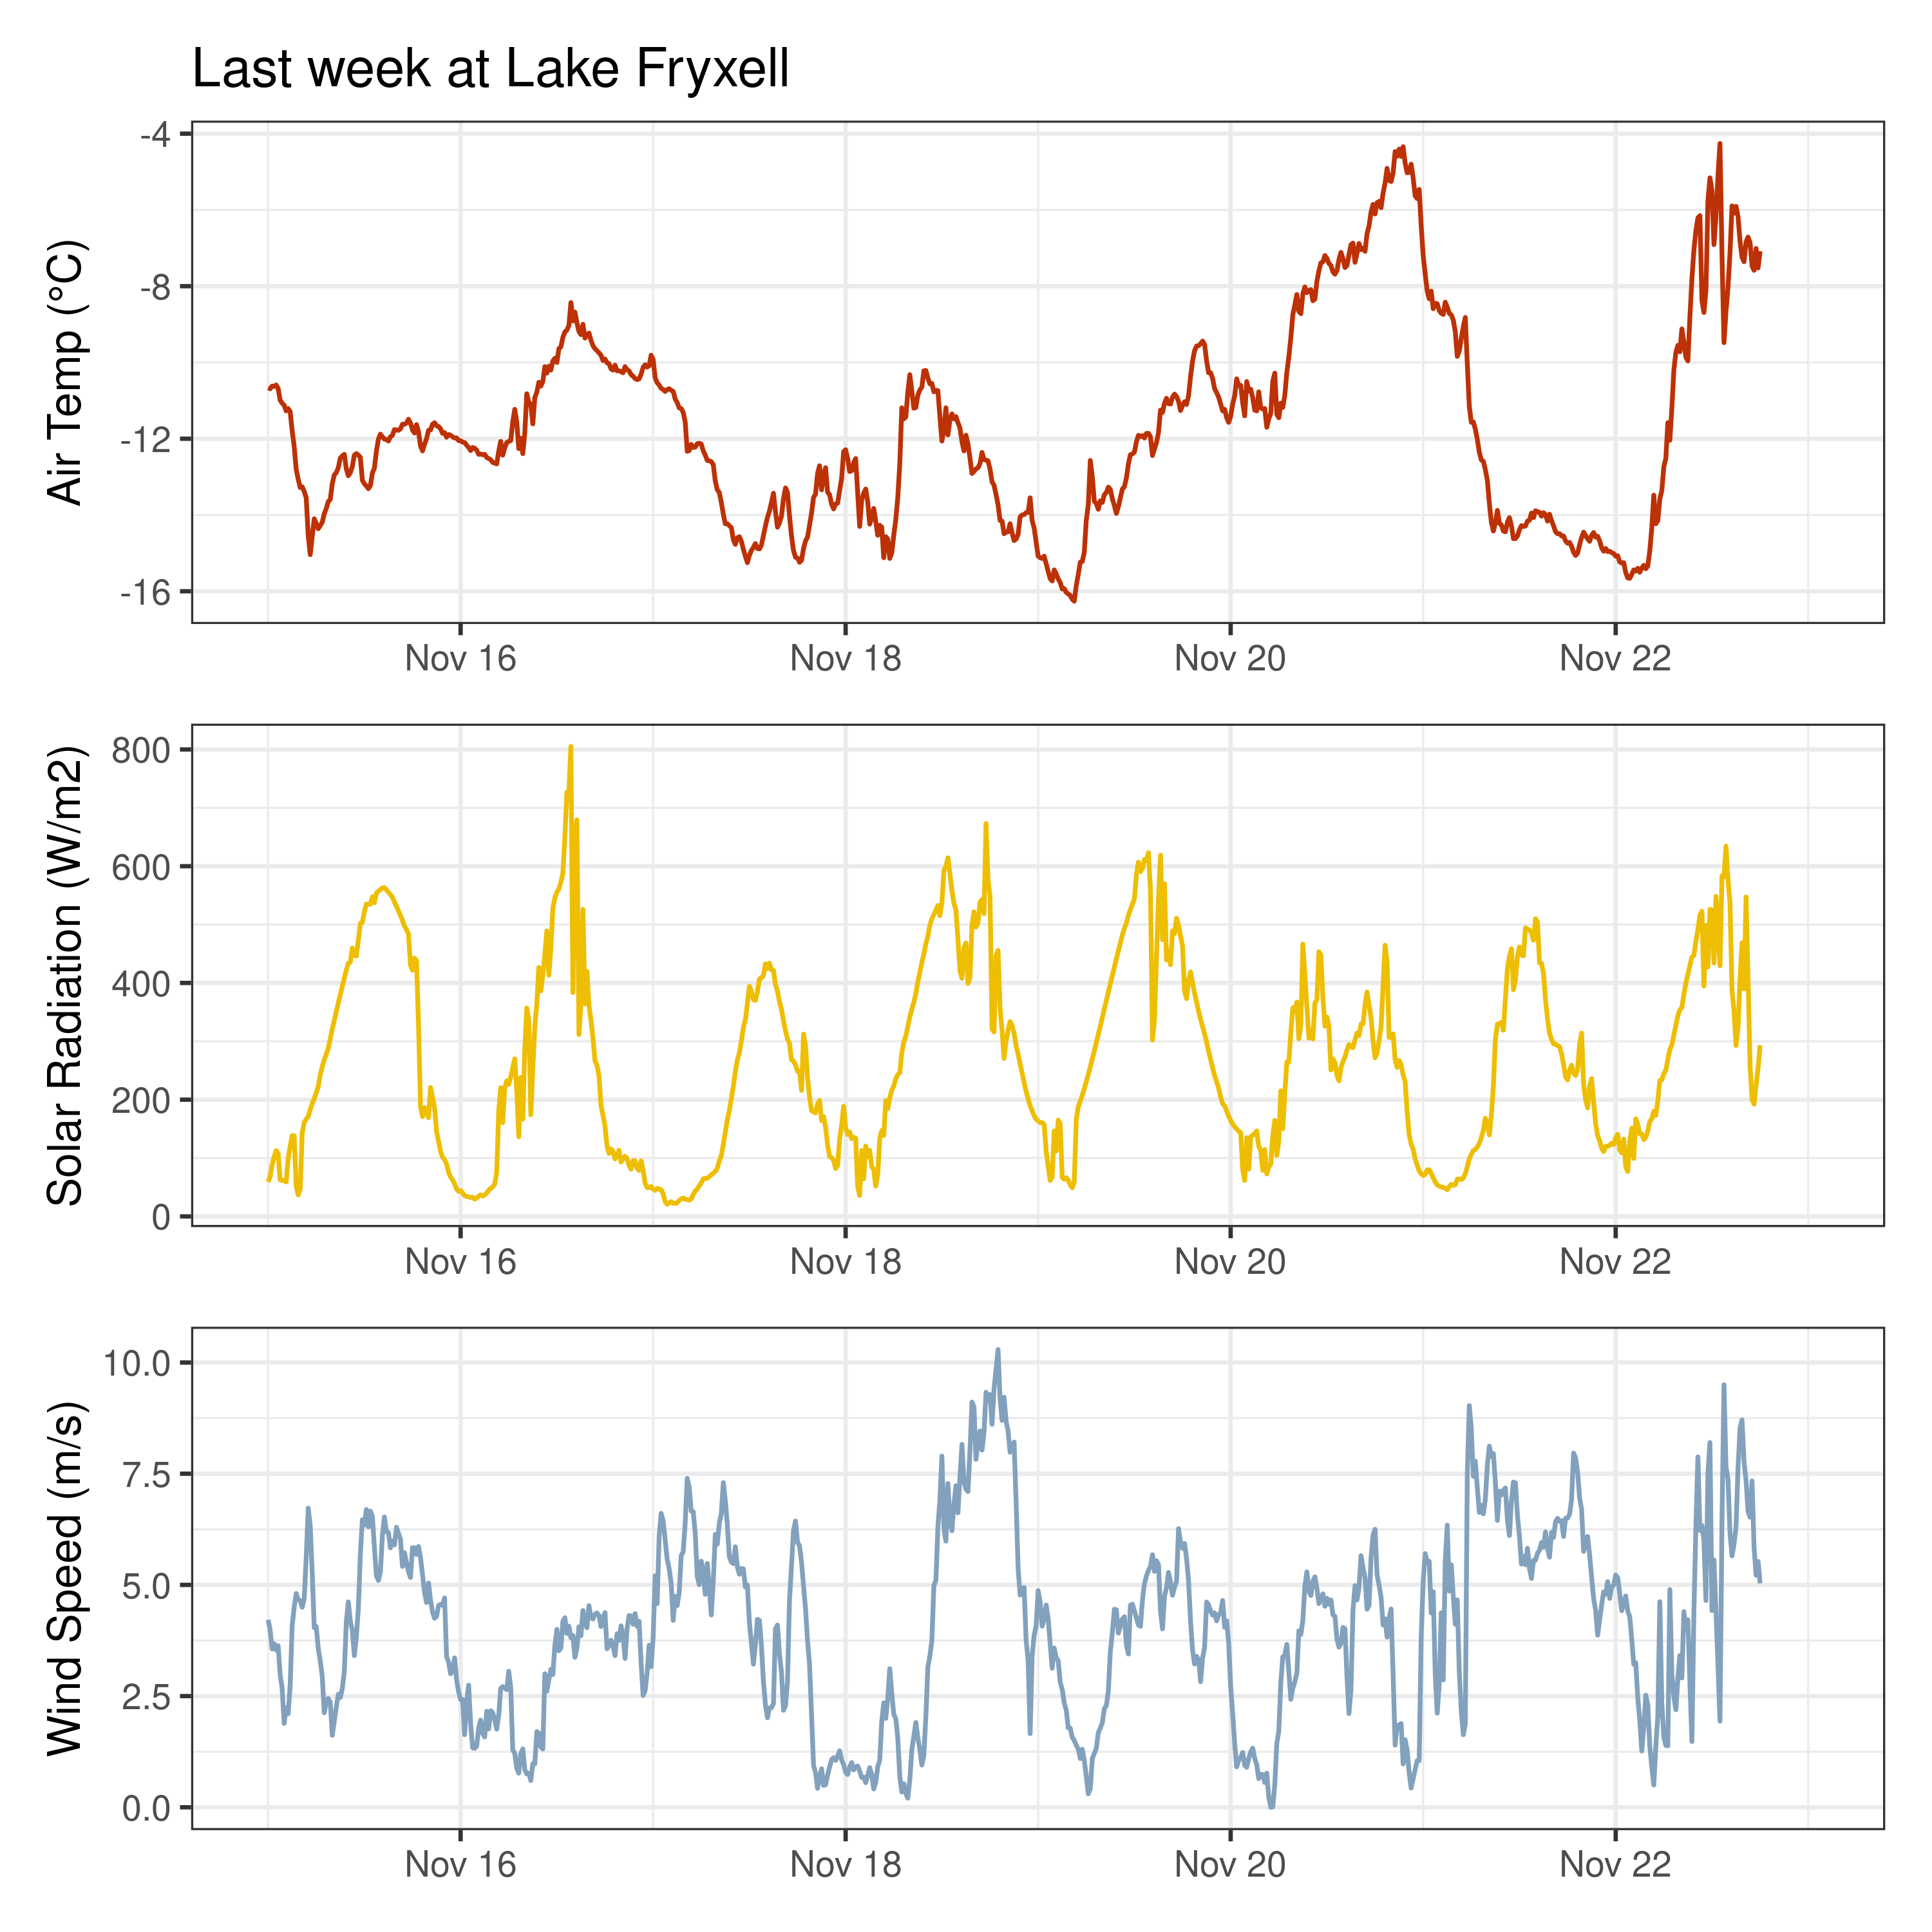 Last week at Lake Fryxell
Air Temp (°C)
-4
-8
-12
-16
Nov 16 Nov 18 Nov 20 Nov 22
Solar Radiation (W/m2)
800
600
400
200
0
Nov 16 Nov 18 Nov 20 Nov 22
Wind Speed (m/s)
10.0
7.5
5.0
2.5
0.0
Nov 16 Nov 18 Nov 20 Nov 22